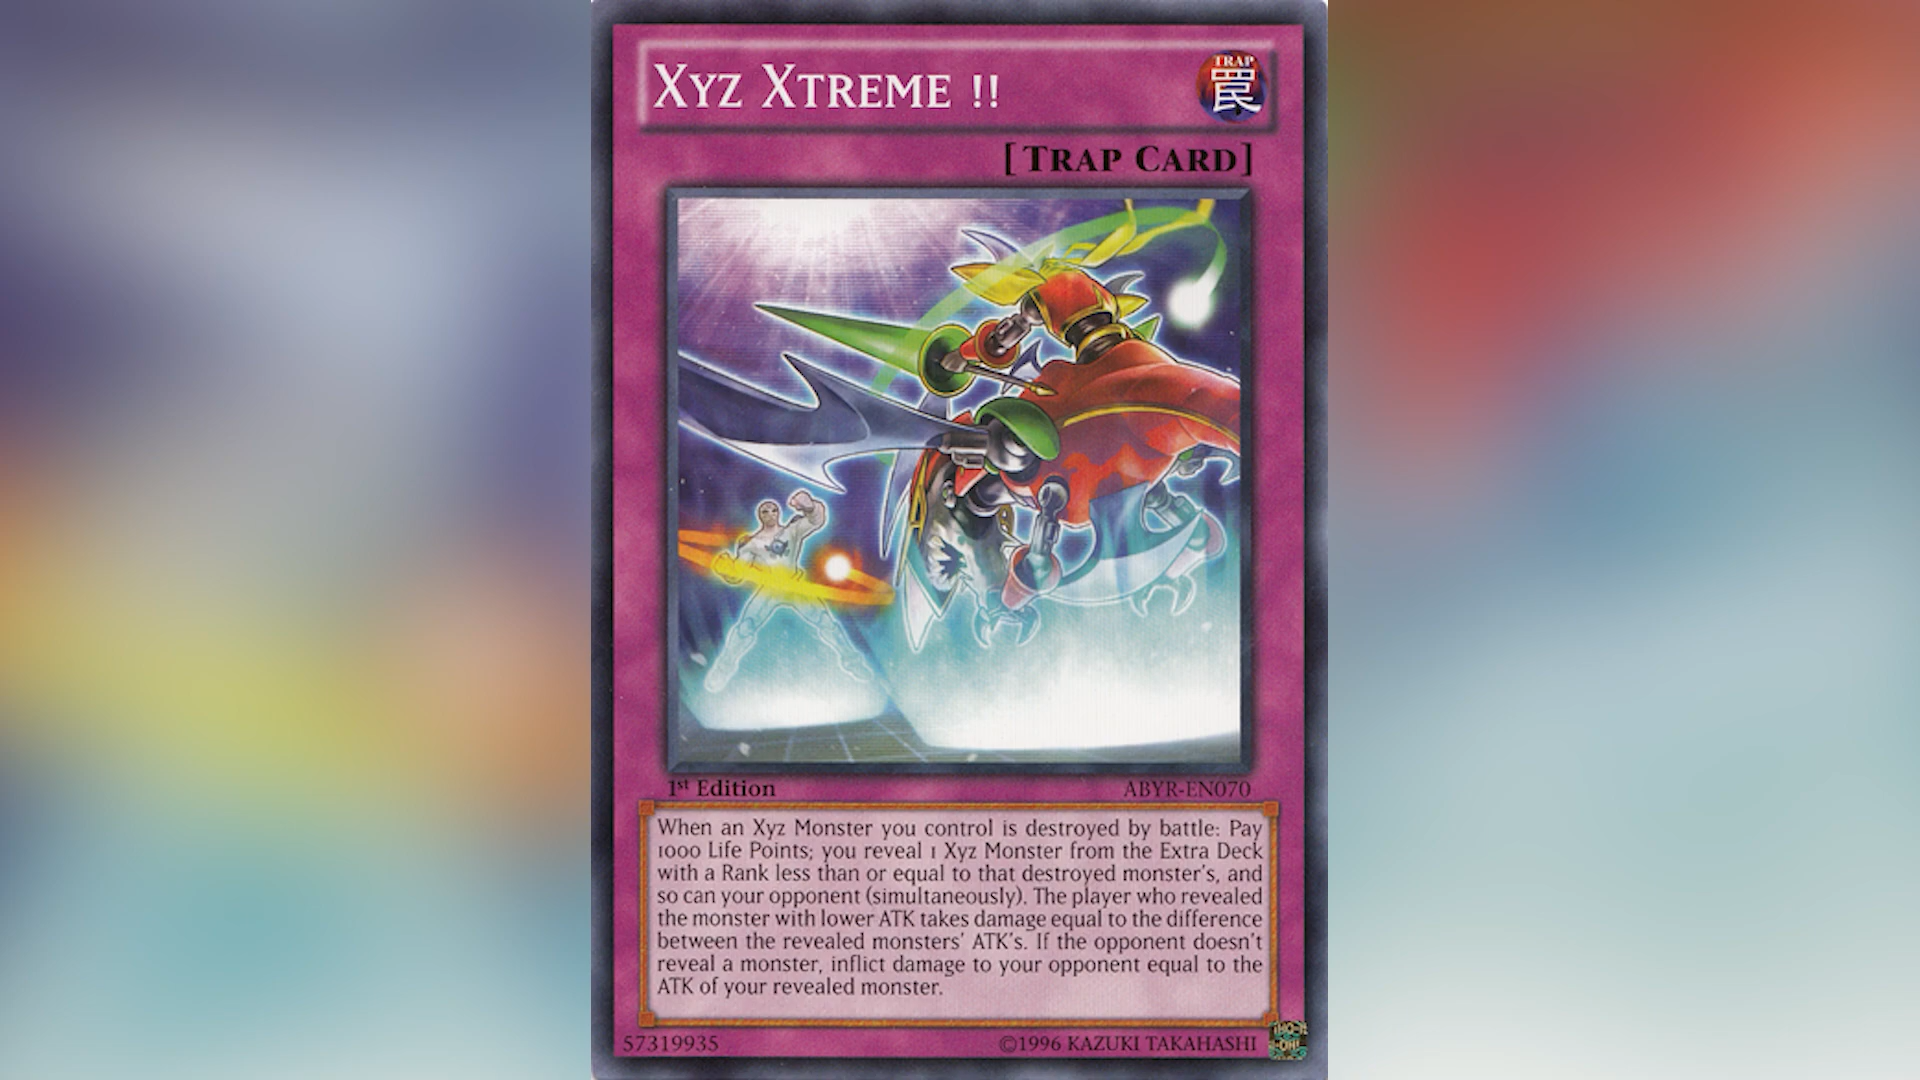 Xyz Xtreme !!
TRAP
罠
[Trap Card]
1st Edition
ABYR-EN070
When an Xyz Monster you control is destroyed by battle: Pay
1000 Life Points; you reveal 1 Xyz Monster from the Extra Deck
with a Rank less than or equal to that destroyed monster's, and
so can your opponent (simultaneously). The player who revealed
the monster with lower ATK takes damage equal to the difference
between the revealed monsters' ATK's. If the opponent doesn't
reveal a monster, inflict damage to your opponent equal to the
ATK of your revealed monster.
57319935
©1996 KAZUKI TAKAHASHI